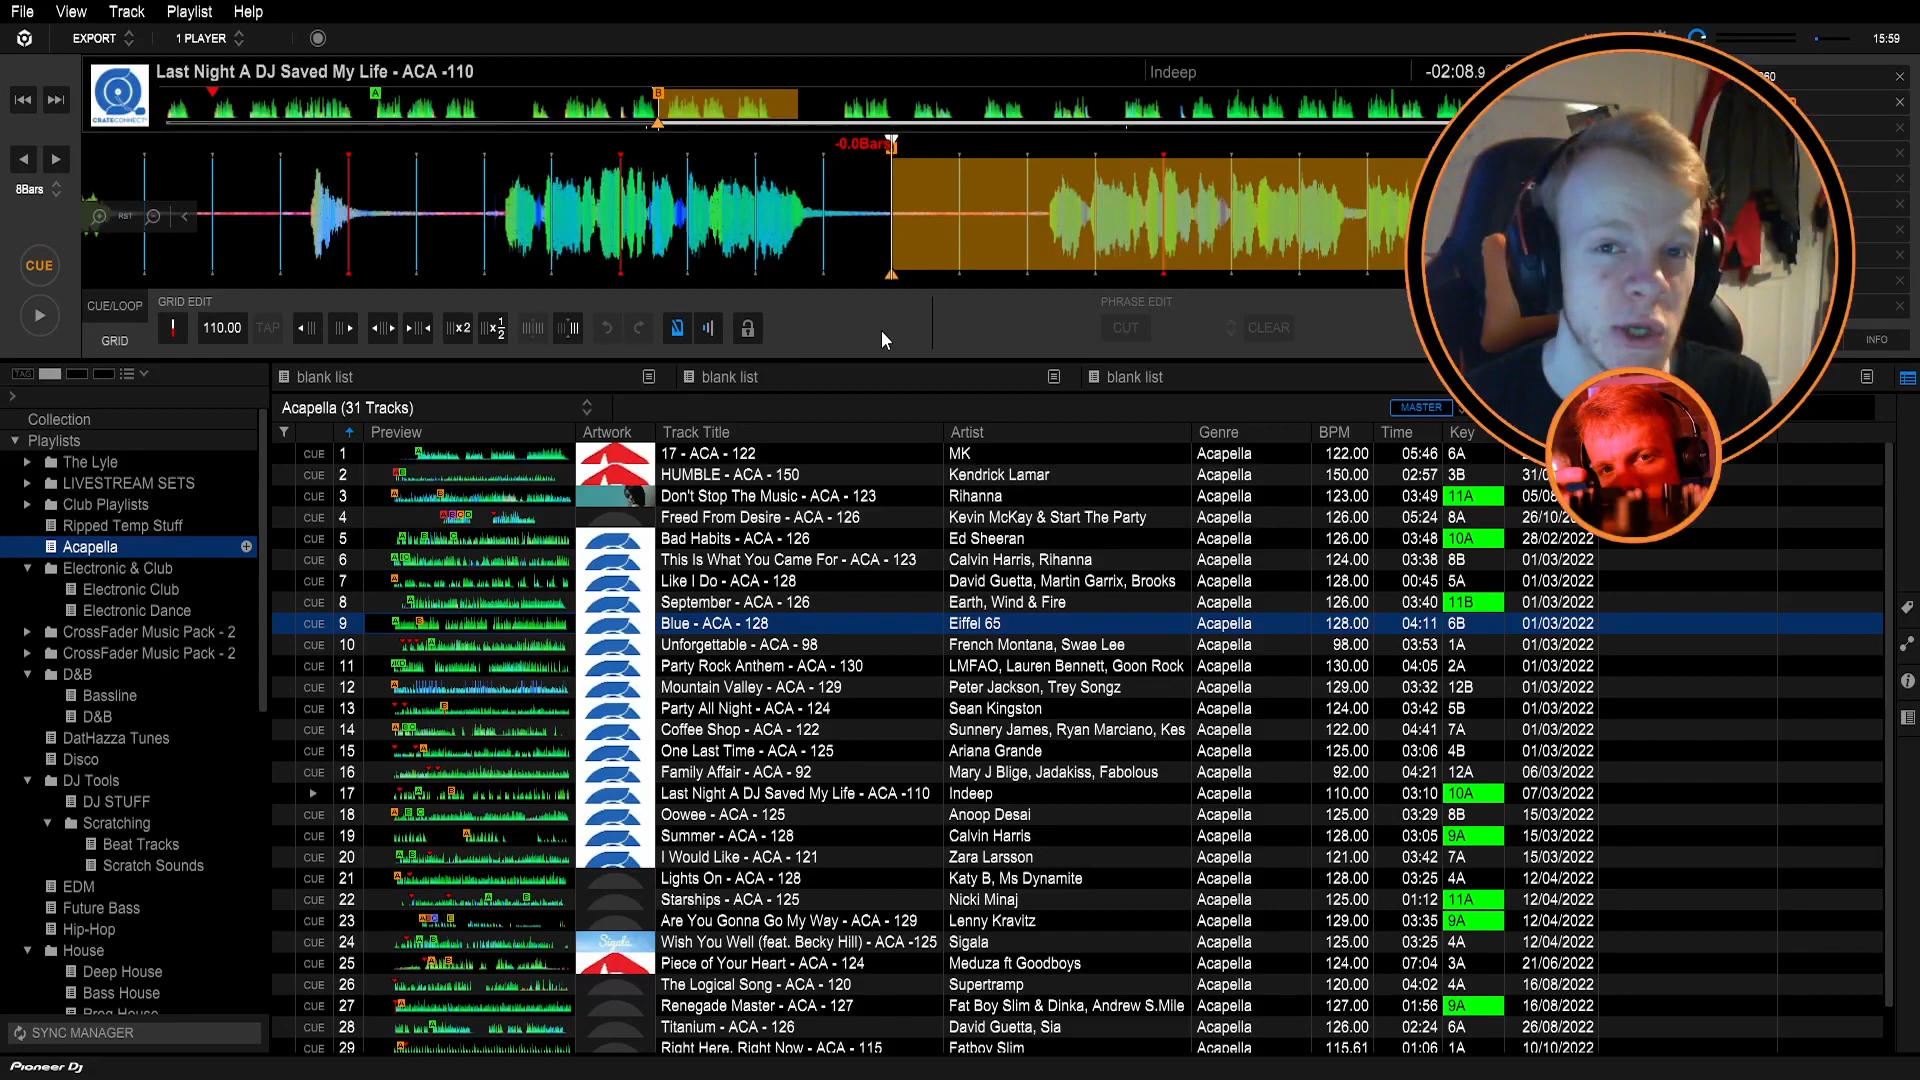 File View Track Playlist Help
EXPORT 1 PLAYER 15:59
Last Night A DJ Saved My Life - ACA -110 Indeep -02:08.9
CRATECONNECT
A B
-0.0Bars
8Bars
RST
CUE
CUE/LOOP GRID EDIT PHRASE EDIT
110.00 TAP x2 x1/2 CUT CLEAR
GRID INFO
TAG blank list blank list blank list
Acapella (31 Tracks) MASTER
Preview Artwork Track Title Artist Genre BPM Time Key
Collection
Playlists
The Lyle
LIVESTREAM SETS
Club Playlists
Ripped Temp Stuff
Acapella
Electronic & Club
Electronic Club
Electronic Dance
CrossFader Music Pack - 2
CrossFader Music Pack - 2
D&B
Bassline
D&B
DatHazza Tunes
Disco
DJ Tools
DJ STUFF
Scratching
Beat Tracks
Scratch Sounds
EDM
Future Bass
Hip-Hop
House
Deep House
Bass House
Prog House
SYNC MANAGER
CUE 1 17 - ACA - 122 MK Acapella 122.00 05:46 6A
CUE 2 HUMBLE - ACA - 150 Kendrick Lamar Acapella 150.00 02:57 3B
CUE 3 Don't Stop The Music - ACA - 123 Rihanna Acapella 123.00 03:49 11A
CUE 4 Freed From Desire - ACA - 126 Kevin McKay & Start The Party Acapella 126.00 05:24 8A
CUE 5 Bad Habits - ACA - 126 Ed Sheeran Acapella 126.00 03:48 10A 28/02/2022
CUE 6 This Is What You Came For - ACA - 123 Calvin Harris, Rihanna Acapella 124.00 03:38 8B 01/03/2022
CUE 7 Like I Do - ACA - 128 David Guetta, Martin Garrix, Brooks Acapella 128.00 00:45 5A 01/03/2022
CUE 8 September - ACA - 126 Earth, Wind & Fire Acapella 126.00 03:40 11B 01/03/2022
CUE 9 Blue - ACA - 128 Eiffel 65 Acapella 128.00 04:11 6B 01/03/2022
CUE 10 Unforgettable - ACA - 98 French Montana, Swae Lee Acapella 98.00 03:53 1A 01/03/2022
CUE 11 Party Rock Anthem - ACA - 130 LMFAO, Lauren Bennett, Goon Rock Acapella 130.00 04:05 2A 01/03/2022
CUE 12 Mountain Valley - ACA - 129 Peter Jackson, Trey Songz Acapella 129.00 03:32 12B 01/03/2022
CUE 13 Party All Night - ACA - 124 Sean Kingston Acapella 124.00 03:42 5B 01/03/2022
CUE 14 Coffee Shop - ACA - 122 Sunnery James, Ryan Marciano, Kes Acapella 122.00 04:41 7A 01/03/2022
CUE 15 One Last Time - ACA - 125 Ariana Grande Acapella 125.00 03:06 4B 01/03/2022
CUE 16 Family Affair - ACA - 92 Mary J Blige, Jadakiss, Fabolous Acapella 92.00 04:21 12A 06/03/2022
17 Last Night A DJ Saved My Life - ACA -110 Indeep Acapella 110.00 03:10 10A 07/03/2022
CUE 18 Oowee - ACA - 125 Anoop Desai Acapella 125.00 03:29 8B 15/03/2022
CUE 19 Summer - ACA - 128 Calvin Harris Acapella 128.00 03:05 9A 15/03/2022
CUE 20 I Would Like - ACA - 121 Zara Larsson Acapella 121.00 03:42 7A 15/03/2022
CUE 21 Lights On - ACA - 128 Katy B, Ms Dynamite Acapella 128.00 03:25 4A 12/04/2022
CUE 22 Starships - ACA - 125 Nicki Minaj Acapella 125.00 01:12 11A 12/04/2022
CUE 23 Are You Gonna Go My Way - ACA - 129 Lenny Kravitz Acapella 129.00 03:35 9A 12/04/2022
CUE 24 Sigala Wish You Well (feat. Becky Hill) - ACA -125 Sigala Acapella 125.00 03:25 4A 12/04/2022
CUE 25 Piece of Your Heart - ACA - 124 Meduza ft Goodboys Acapella 124.00 07:04 3A 21/06/2022
CUE 26 The Logical Song - ACA - 120 Supertramp Acapella 120.00 04:02 4A 16/08/2022
CUE 27 Renegade Master - ACA - 127 Fat Boy Slim & Dinka, Andrew S.Mile Acapella 127.00 01:56 9A 16/08/2022
CUE 28 Titanium - ACA - 126 David Guetta, Sia Acapella 126.00 02:24 6A 26/08/2022
CUE 29 Right Here, Right Now - ACA - 115 Fatboy Slim Acapella 115.61 01:06 1A 10/10/2022
Pioneer Dj